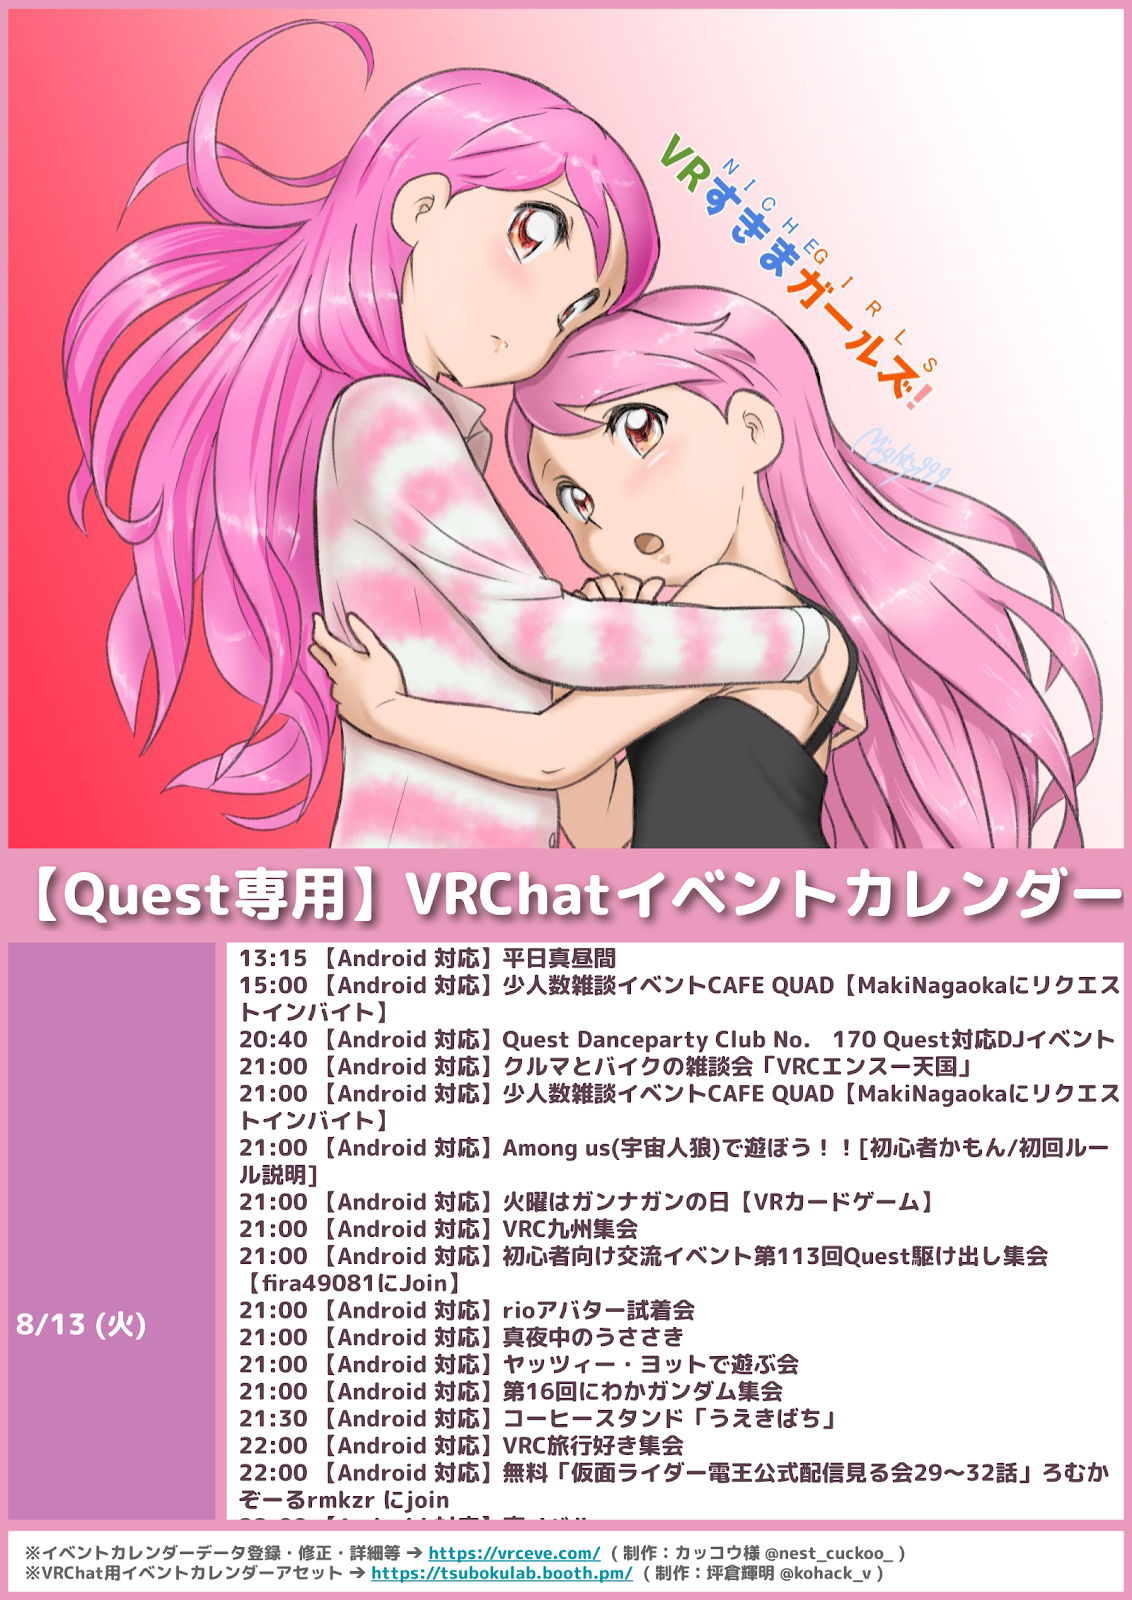 VRすきまガールズ!
NICHEGIRLS
Mighty999
【Quest専用】VRChatイベントカレンダー
8/13 (火)
13:15 【Android 対応】平日真昼間
15:00 【Android 対応】少人数雑談イベントCAFE QUAD【MakiNagaokaにリクエス
トインバイト】
20:40 【Android 対応】Quest Danceparty Club No.　170 Quest対応DJイベント
21:00 【Android 対応】クルマとバイクの雑談会「VRCエンスー天国」
21:00 【Android 対応】少人数雑談イベントCAFE QUAD【MakiNagaokaにリクエス
トインバイト】
21:00 【Android 対応】Among us(宇宙人狼)で遊ぼう！！[初心者かもん/初回ルー
ル説明]
21:00 【Android 対応】火曜はガンナガンの日【VRカードゲーム】
21:00 【Android 対応】VRC九州集会
21:00 【Android 対応】初心者向け交流イベント第113回Quest駆け出し集会
【fira49081にJoin】
21:00 【Android 対応】rioアバター試着会
21:00 【Android 対応】真夜中のうささき
21:00 【Android 対応】ヤッツィー・ヨットで遊ぶ会
21:00 【Android 対応】第16回にわかガンダム集会
21:30 【Android 対応】コーヒースタンド「うえきばち」
22:00 【Android 対応】VRC旅行好き集会
22:00 【Android 対応】無料「仮面ライダー電王公式配信見る会29～32話」ろむか
ぞーるrmkzr にjoin
※イベントカレンダーデータ登録・修正・詳細等 → https://vrceve.com/ ( 制作：カッコウ様 @nest_cuckoo_ )
※VRChat用イベントカレンダーアセット → https://tsubokulab.booth.pm/ ( 制作：坪倉輝明 @kohack_v )